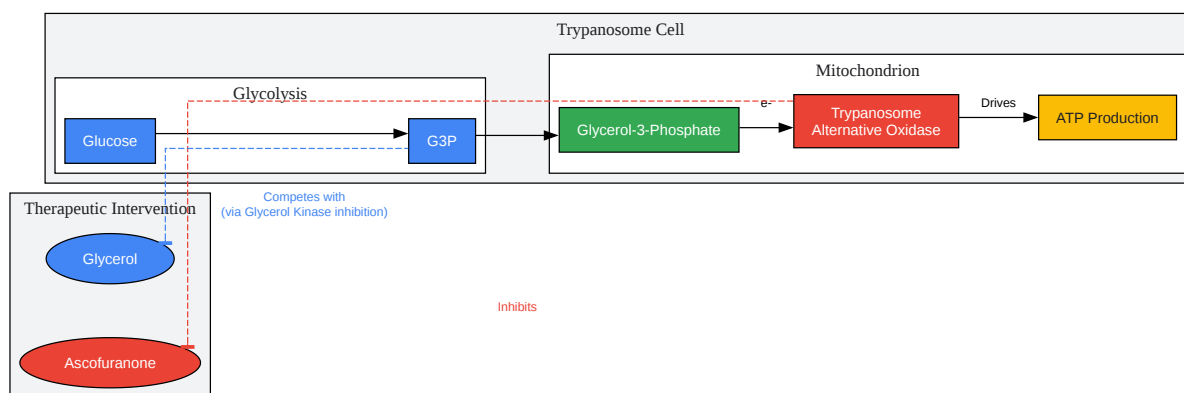 Trypanosome Cell
Mitochondrion
Glycolysis
Glucose
G3P
Glycerol-3-Phosphate
e-
Trypanosome
Alternative Oxidase
Drives
ATP Production
Therapeutic Intervention
Competes with
(via Glycerol Kinase inhibition)
Glycerol
Inhibits
Ascofuranone